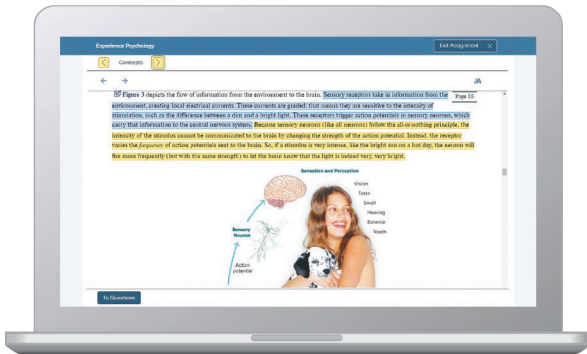 Experience Psychology
Exit Assignment ×
Concepts
AA
Figure 3 depicts the flow of information from the environment to the brain. Sensory receptors take in information from the
Page 83
environment, creating local electrical currents. These currents are graded; that means they are sensitive to the intensity of
stimulation, such as the difference between a dim and a bright light. These receptors trigger action potentials in sensory neurons, which
carry that information to the central nervous system. Because sensory neurons (like all neurons) follow the all-or-nothing principle, the
intensity of the stimulus cannot be communicated to the brain by changing the strength of the action potential. Instead, the receptor
varies the frequency of action potentials sent to the brain. So, if a stimulus is very intense, like the bright sun on a hot day, the neuron will
fire more frequently (but with the same strength) to let the brain know that the light is indeed very, very bright.
Sensation and Perception
Vision
Taste
Smell
Hearing
Balance
Touch
Sensory
Neuron
Action
potential
To Questions